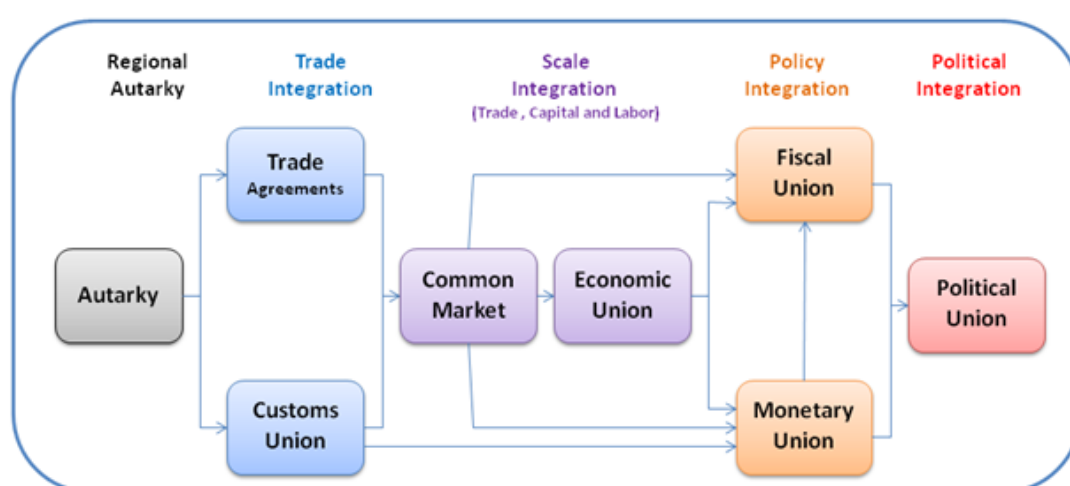 Regional
Autarky
Trade
Integration
Scale
Integration
(Trade , Capital and Labor)
Policy
Integration
Political
Integration
Trade
Agreements
Fiscal
Union
Autarky
Common
Market
Economic
Union
Political
Union
Customs
Union
Monetary
Union